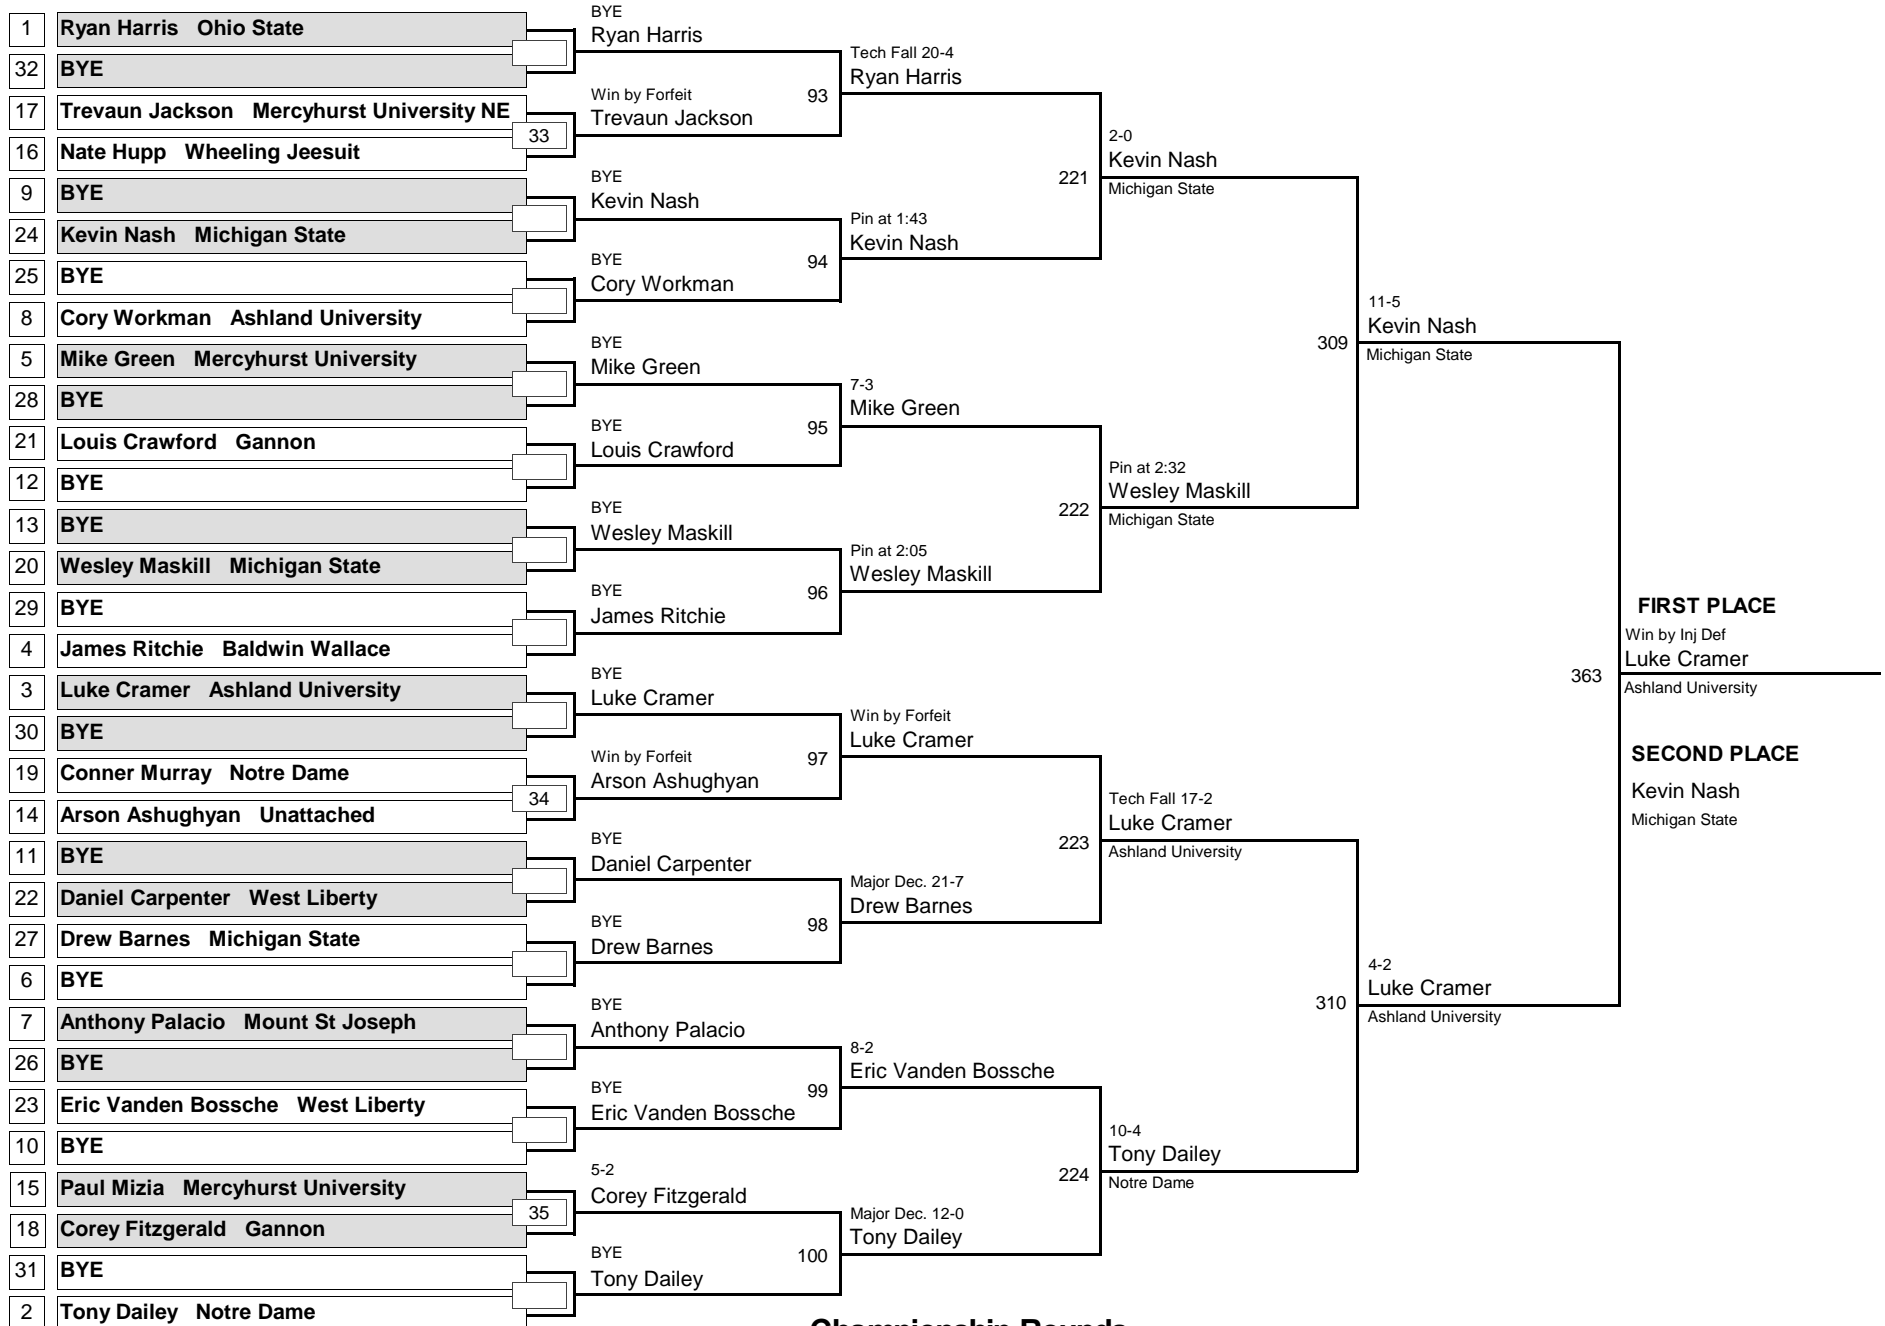 1 Ryan Harris Ohio State
32 BYE
17 Trevaun Jackson Mercyhurst University NE
33
16 Nate Hupp Wheeling Jeesuit
9 BYE
24 Kevin Nash Michigan State
25 BYE
8 Cory Workman Ashland University
5 Mike Green Mercyhurst University
28 BYE
21 Louis Crawford Gannon
12 BYE
13 BYE
20 Wesley Maskill Michigan State
29 BYE
4 James Ritchie Baldwin Wallace
3 Luke Cramer Ashland University
30 BYE
19 Conner Murray Notre Dame
34
14 Arson Ashughyan Unattached
11 BYE
22 Daniel Carpenter West Liberty
27 Drew Barnes Michigan State
6 BYE
7 Anthony Palacio Mount St Joseph
26 BYE
23 Eric Vanden Bossche West Liberty
10 BYE
15 Paul Mizia Mercyhurst University
35
18 Corey Fitzgerald Gannon
31 BYE
2 Tony Dailey Notre Dame
BYE
Ryan Harris
93
Win by Forfeit
Trevaun Jackson
BYE
Kevin Nash
94
BYE
Cory Workman
BYE
Mike Green
95
BYE
Louis Crawford
BYE
Wesley Maskill
96
BYE
James Ritchie
BYE
Luke Cramer
97
Win by Forfeit
Arson Ashughyan
BYE
Daniel Carpenter
98
BYE
Drew Barnes
BYE
Anthony Palacio
99
BYE
Eric Vanden Bossche
5-2
Corey Fitzgerald
100
BYE
Tony Dailey
Tech Fall 20-4
Ryan Harris
221
Pin at 1:43
Kevin Nash
7-3
Mike Green
222
Pin at 2:05
Wesley Maskill
Win by Forfeit
Luke Cramer
223
Major Dec. 21-7
Drew Barnes
8-2
Eric Vanden Bossche
224
Major Dec. 12-0
Tony Dailey
2-0
Kevin Nash
Michigan State
309
Pin at 2:32
Wesley Maskill
Michigan State
Tech Fall 17-2
Luke Cramer
Ashland University
310
10-4
Tony Dailey
Notre Dame
11-5
Kevin Nash
Michigan State
363
4-2
Luke Cramer
Ashland University
FIRST PLACE
Win by Inj Def
Luke Cramer
Ashland University
SECOND PLACE
Kevin Nash
Michigan State
Championship Rounds